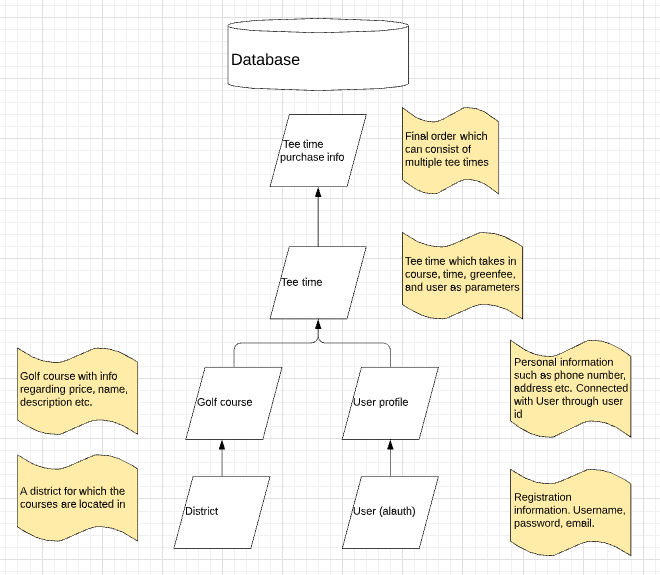 Database
Tee time
purchase info
Final order which
can consist of
multiple tee times
Tee time
Tee time which takes in
course, time, greenfee,
and user as parameters
Golf course with info
regarding price, name,
description etc.
Golf course
User profile
Personal information
such as phone number,
address etc. Connected
with User through user
id
A district for which the
courses are located in
District
User (alauth)
Registration
information. Username,
password, email.